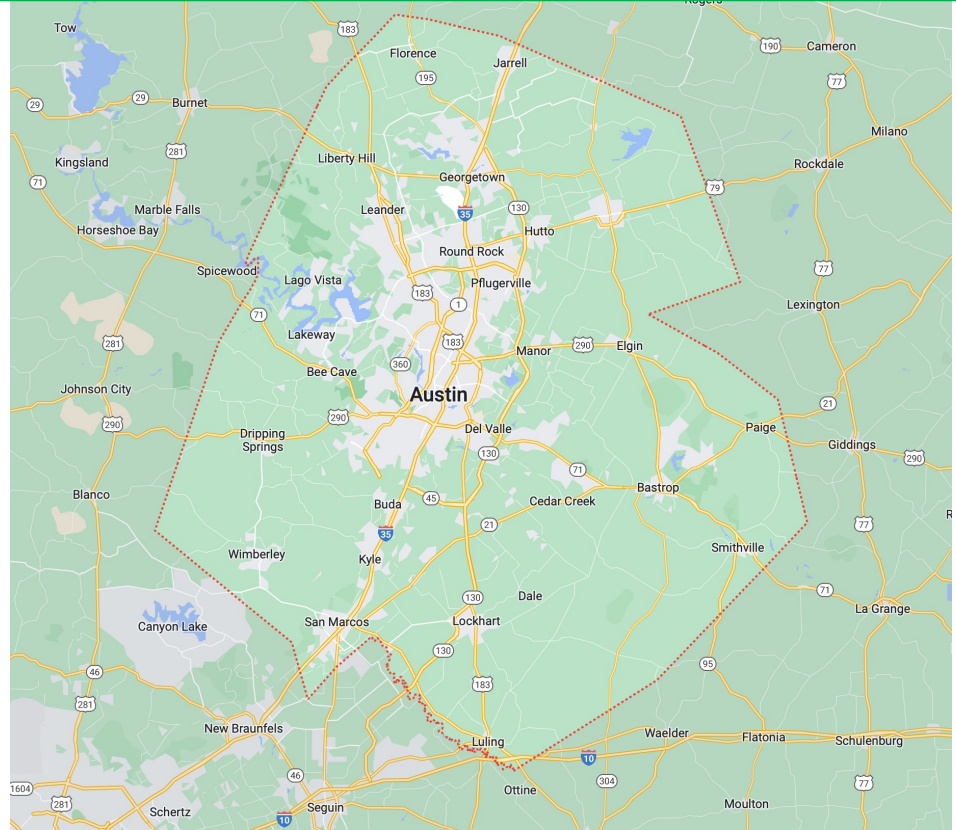 Rogers
Tow
183
Florence
Jarrell
190
Cameron
195
77
29
29
Burnet
Milano
281
Kingsland
Liberty Hill
Rockdale
71
Georgetown
79
Marble Falls
Leander
35
130
Horseshoe Bay
Hutto
Round Rock
Spicewood
Lago Vista
77
Pflugerville
183
1
Lexington
71
Lakeway
281
183
290
Elgin
Manor
360
Bee Cave
Johnson City
Austin
21
290
290
Paige
Del Valle
Dripping
Springs
Giddings
130
290
71
Bastrop
Blanco
45
Cedar Creek
Buda
R
21
77
35
Smithville
Wimberley
Kyle
71
130
Dale
La Grange
San Marcos
Lockhart
Canyon Lake
130
95
46
183
281
New Braunfels
Luling
Waelder
Flatonia
Schulenburg
10
46
304
77
1604
Ottine
281
Seguin
Moulton
Schertz
10